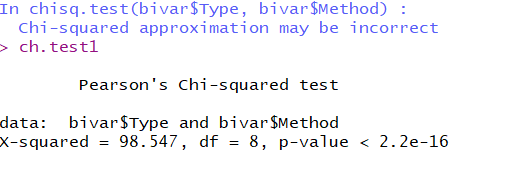 In chisq.test(bivar$Type, bivar$Method) :
  Chi-squared approximation may be incorrect
> ch.test1
        Pearson's Chi-squared test
data:  bivar$Type and bivar$Method
X-squared = 98.547, df = 8, p-value < 2.2e-16